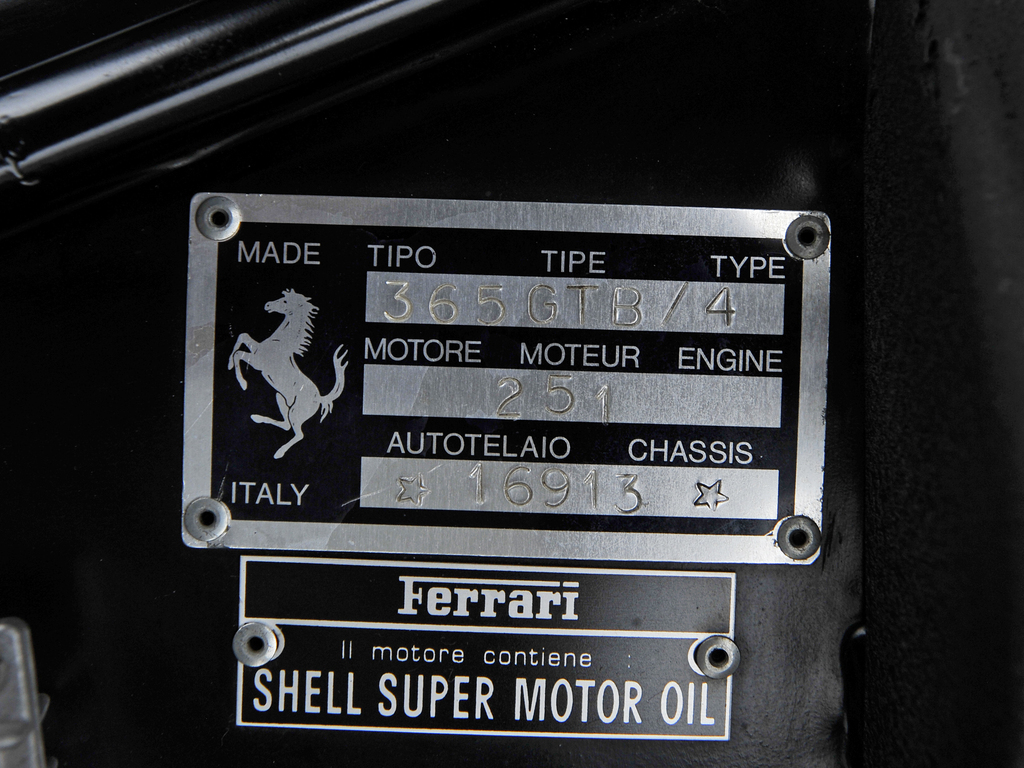 MADE TIPO TIPE TYPE
365GTB/4
MOTORE MOTEUR ENGINE
251
AUTOTELAIO CHASSIS
ITALY ☆ 16913 ☆
Ferrari
Il motore contiene :
SHELL SUPER MOTOR OIL